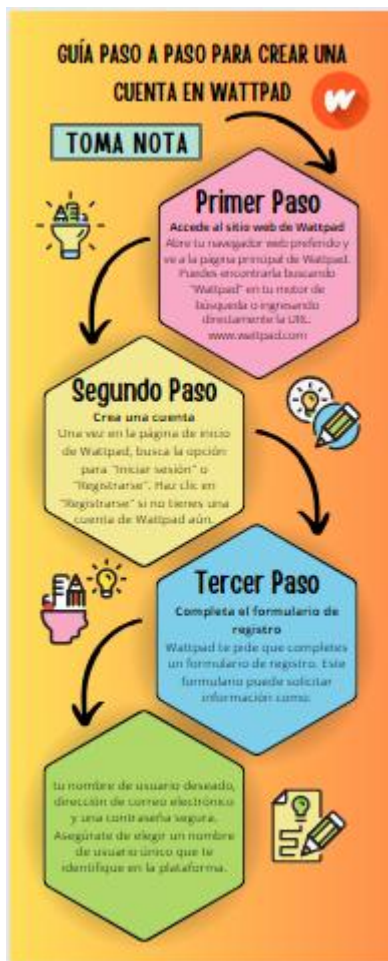 GUÍA PASO A PASO PARA CREAR UNA
CUENTA EN WATTPAD
TOMA NOTA
Primer Paso
Accede al sitio web de Wattpad
Abre tu navegador web preferido y
ve a la página principal de Wattpad.
Puedes encontrarla buscando
"Wattpad" en tu motor de
búsqueda o ingresando
directamente la URL:
www.wattpad.com
Segundo Paso
Crea una cuenta
Una vez en la página de inicio
de Wattpad, busca la opción
para "Iniciar sesión" o
"Registrarse". Haz clic en
"Registrarse" si no tienes una
cuenta de Wattpad aún.
Tercer Paso
Completa el formulario de
registro
Wattpad te pide que completes
un formulario de registro. Este
formulario puede solicitar
información como:
tu nombre de usuario deseado,
dirección de correo electrónico
y una contraseña segura.
Asegúrate de elegir un nombre
de usuario único que te
identifique en la plataforma.